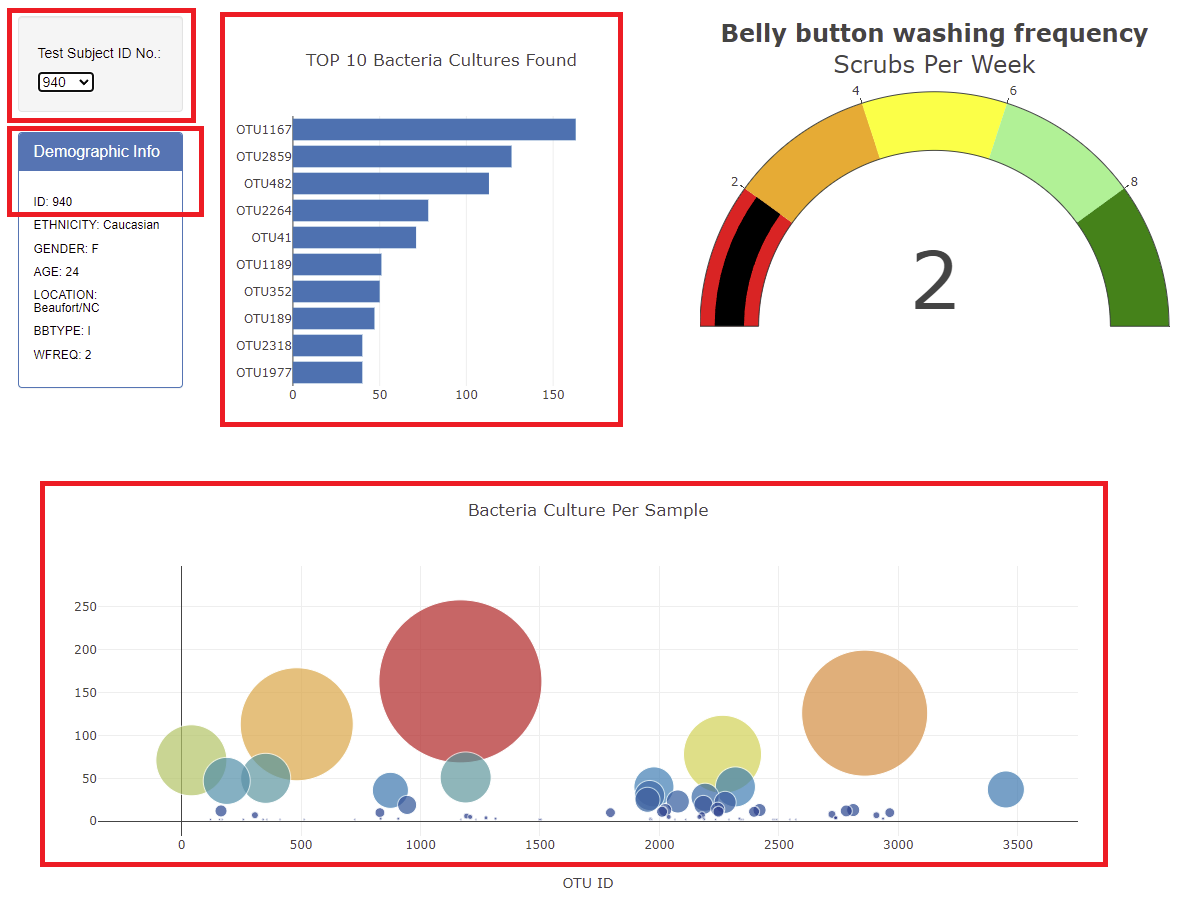 Test Subject ID No.:
940
Demographic Info
ID: 940
ETHNICITY: Caucasian
GENDER: F
AGE: 24
LOCATION:
Beaufort/NC
BBTYPE: I
WFREQ: 2
TOP 10 Bacteria Cultures Found
OTU1167
OTU2859
OTU482
OTU2264
OTU41
OTU1189
OTU352
OTU189
OTU2318
OTU1977
0 50 100 150
Belly button washing frequency
Scrubs Per Week
4 6
2 8
2
Bacteria Culture Per Sample
250
200
150
100
50
0
0 500 1000 1500 2000 2500 3000 3500
OTU ID